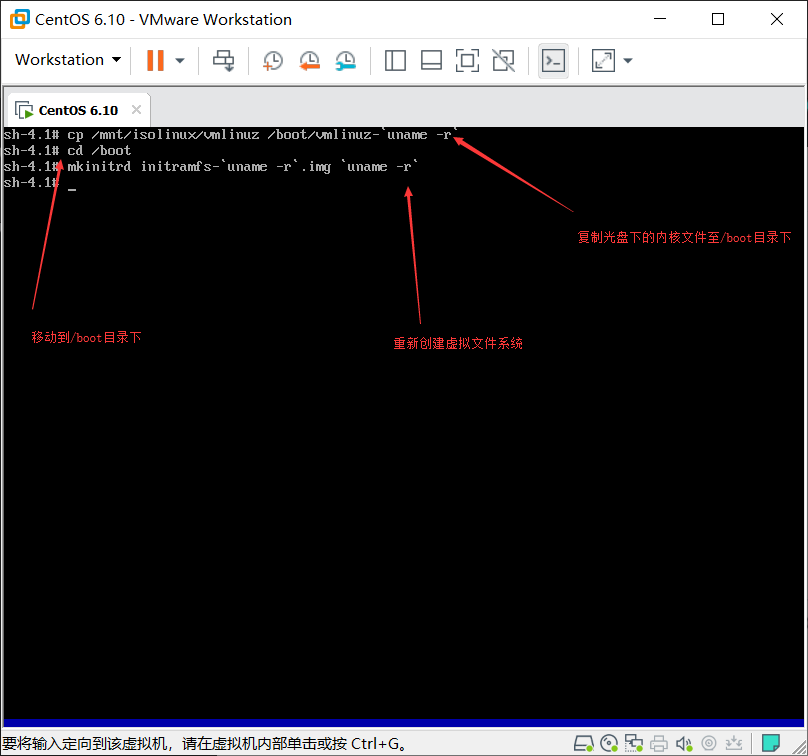 CentOS 6.10 - VMware Workstation
Workstation
CentOS 6.10
sh-4.1# cp /mnt/isolinux/vmlinuz /boot/vmlinuz-`uname -r`
sh-4.1# cd /boot
sh-4.1# mkinitrd initramfs-`uname -r`.img `uname -r`
sh-4.1# _
复制光盘下的内核文件至/boot目录下
移动到/boot目录下
重新创建虚拟文件系统
要将输入定向到该虚拟机，请在虚拟机内部单击或按 Ctrl+G。